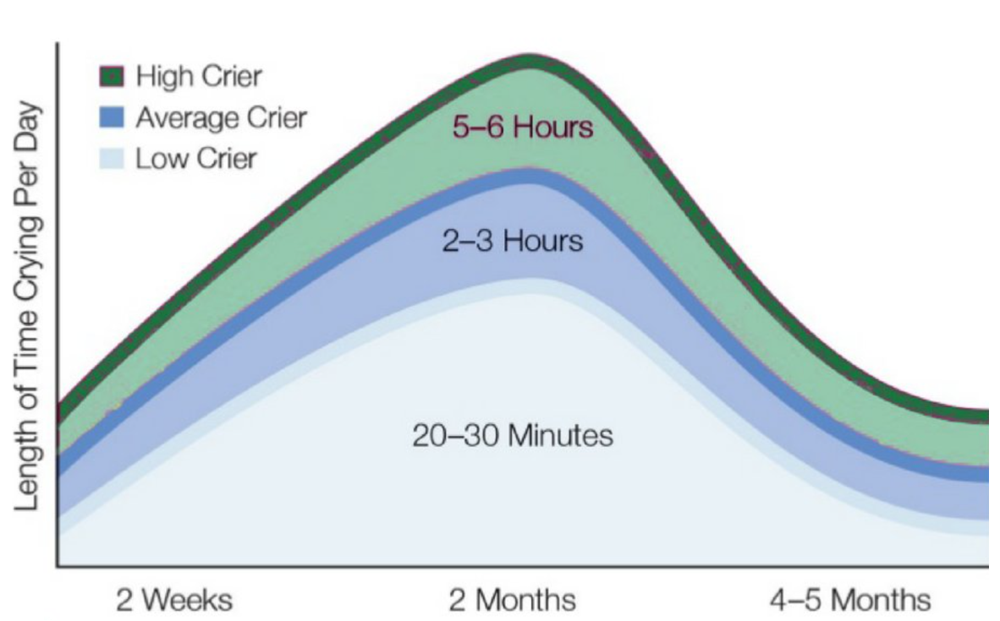 High Crier
Average Crier
Low Crier
Length of Time Crying Per Day
5–6 Hours
2–3 Hours
20–30 Minutes
2 Weeks
2 Months
4–5 Months